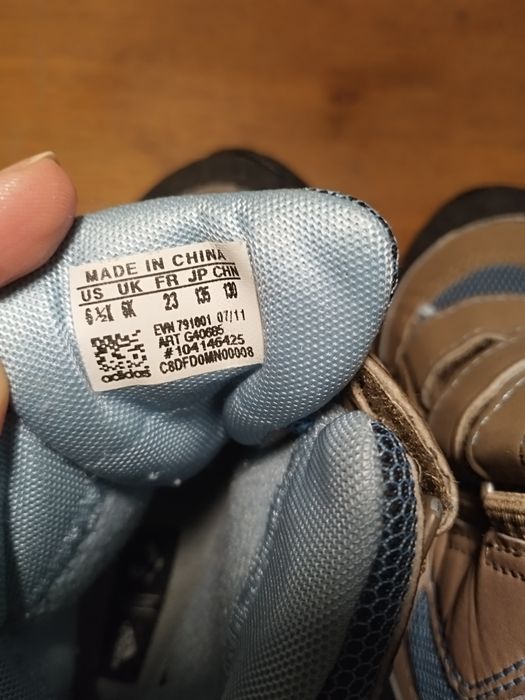 MADE IN CHINA
US UK FR JP CHN
6½K 6K 23 135 130
EVN 791601 07/11
ART G40685
#104146425
C8DFD0MN00008
adidas